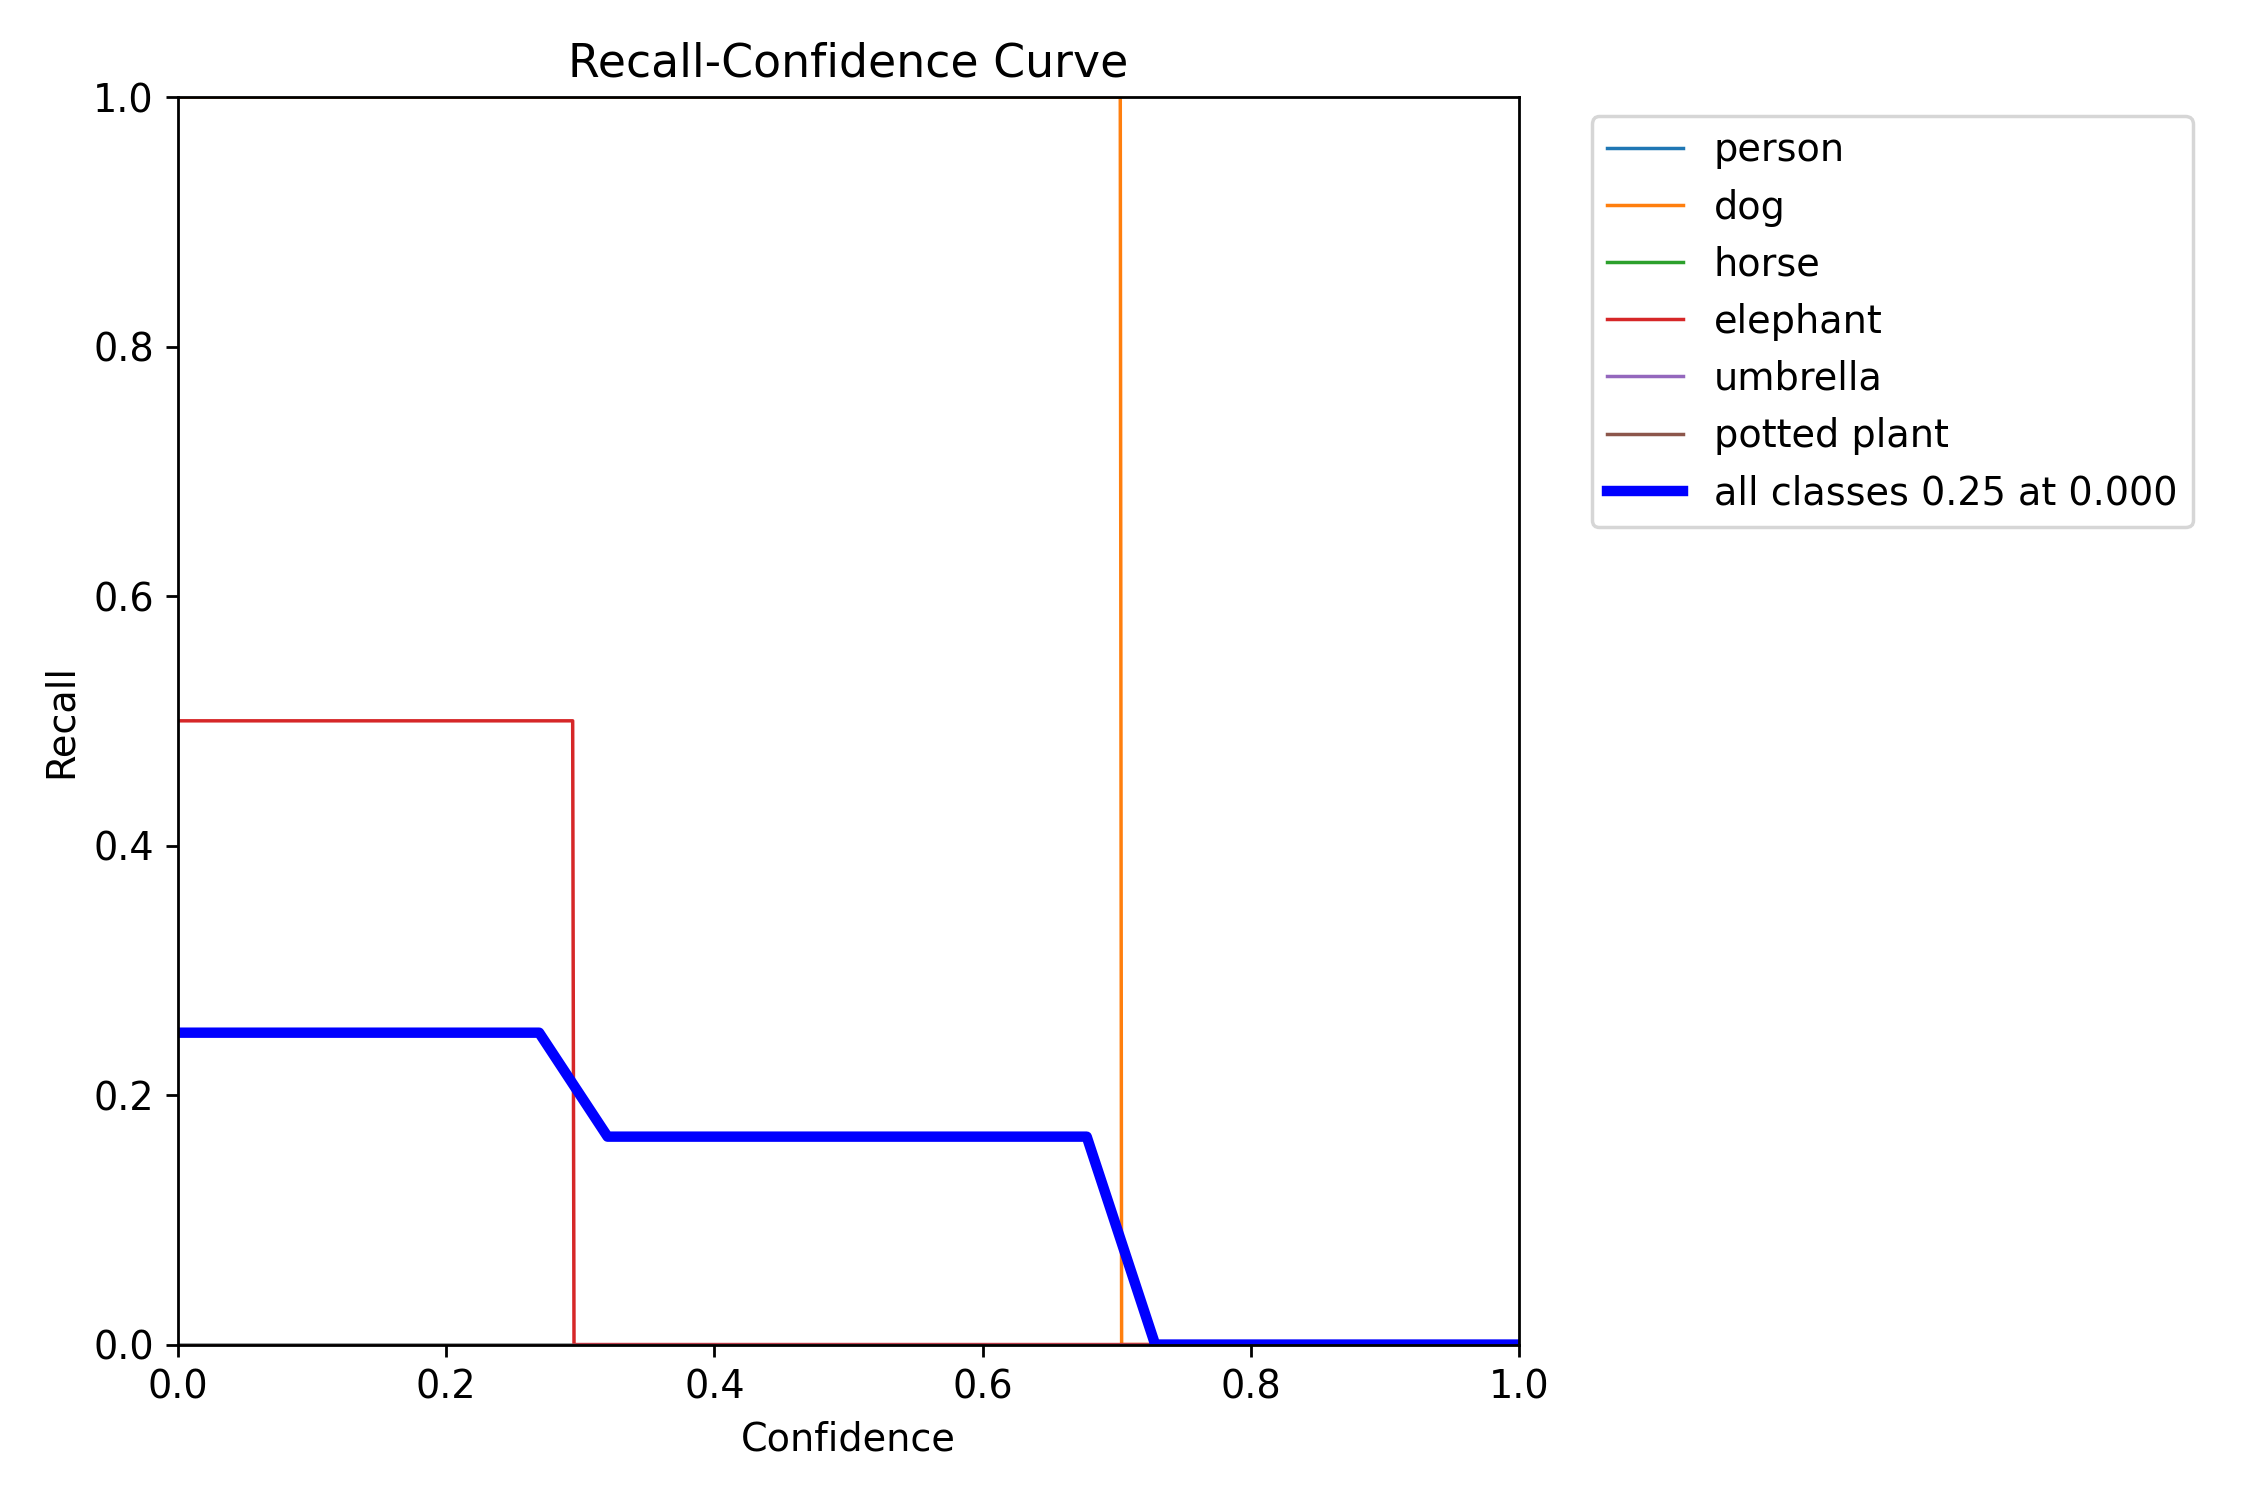 Recall-Confidence Curve
1.0
0.8
0.6
0.4
0.2
0.0
Recall
0.0 0.2 0.4 0.6 0.8 1.0
Confidence
person
dog
horse
elephant
umbrella
potted plant
all classes 0.25 at 0.000